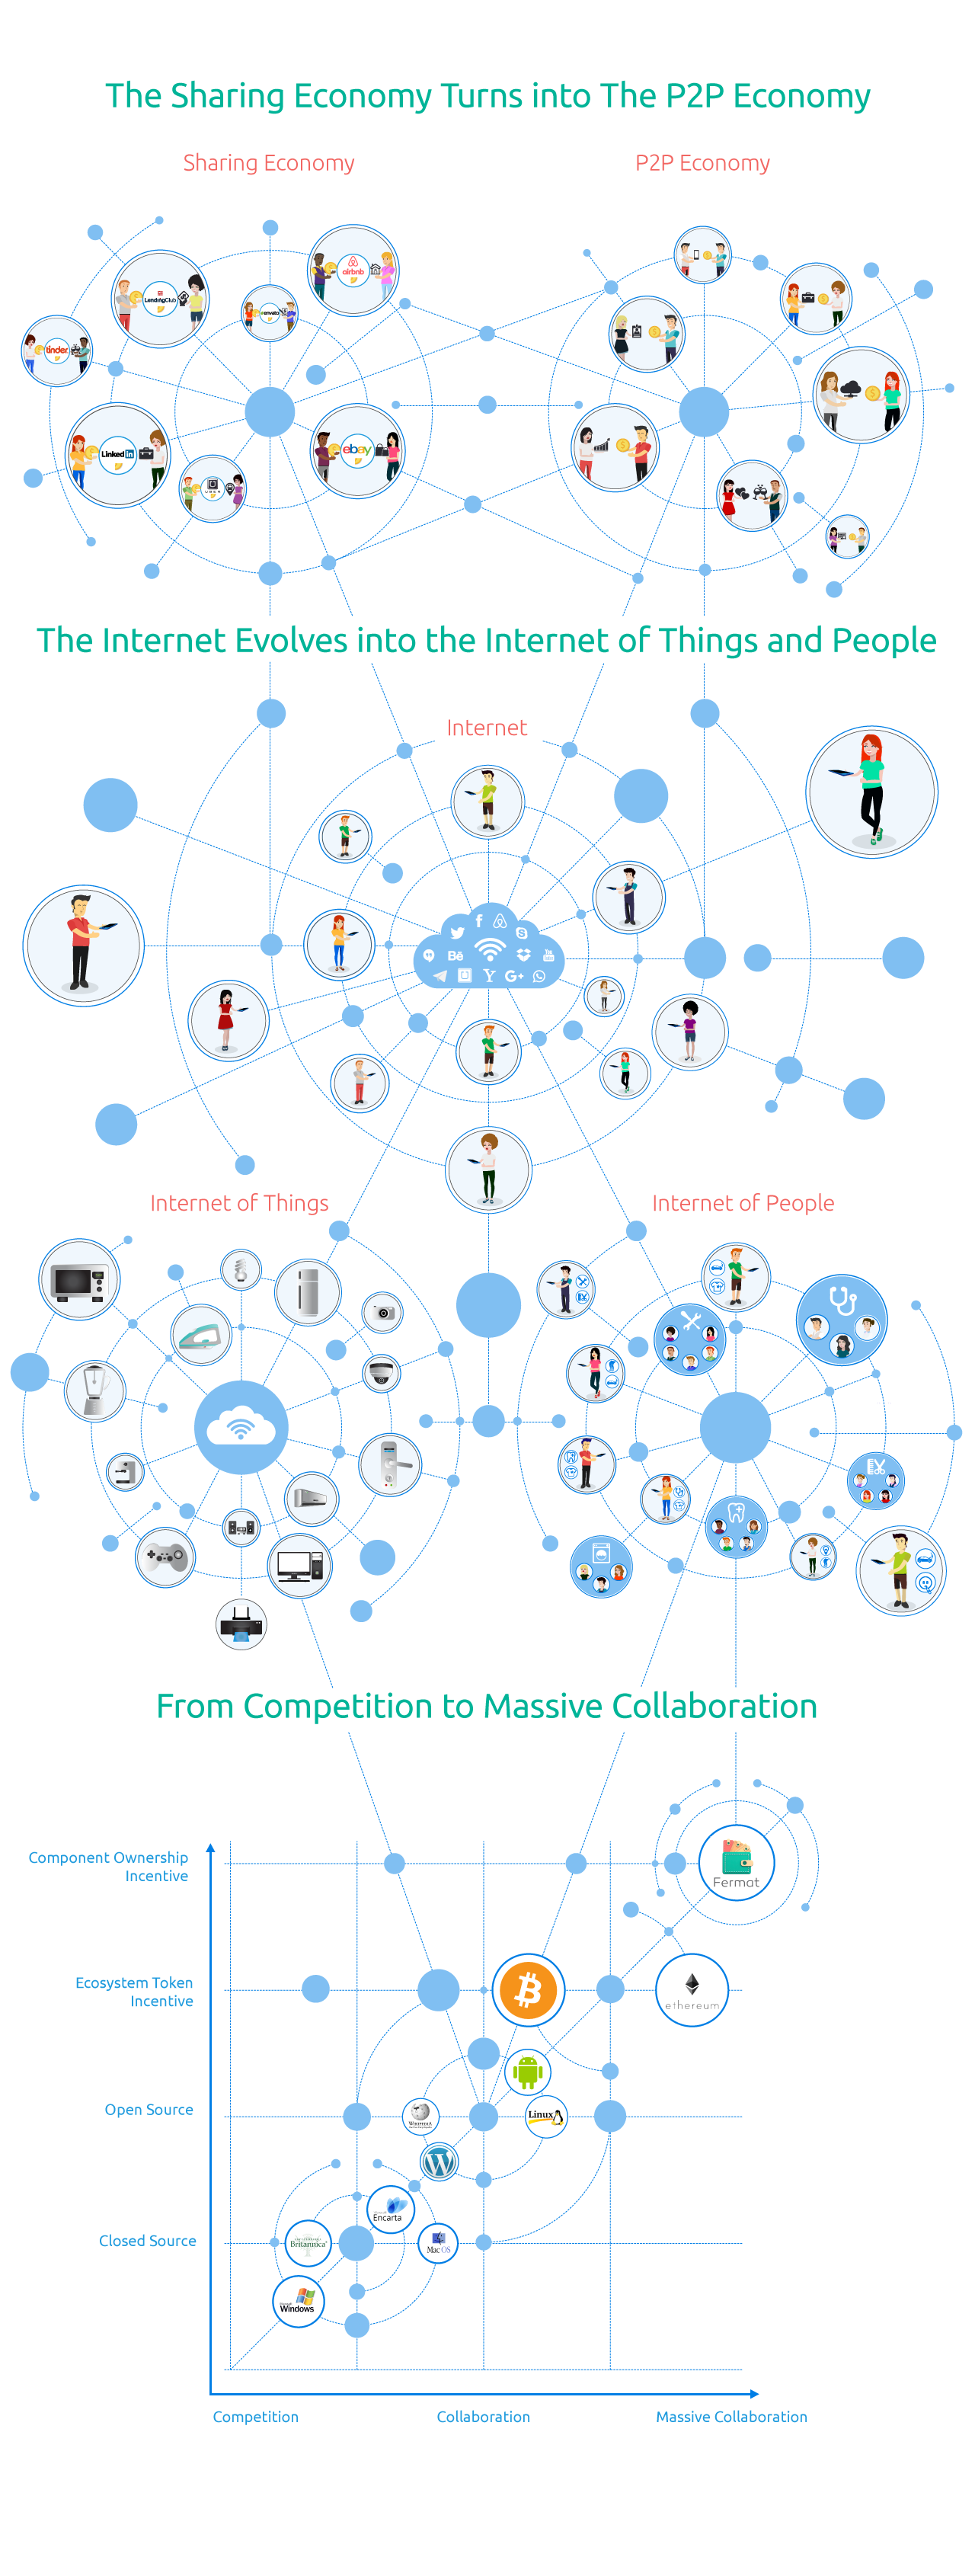 The Sharing Economy Turns into The P2P Economy
Sharing Economy
P2P Economy
airbnb
LendingClub
envato
tinder
Linked in
ebay
UBER
The Internet Evolves into the Internet of Things and People
Internet
f
S
Bē
You
Y G+
Internet of Things
Internet of People
From Competition to Massive Collaboration
Component Ownership
Incentive
Fermat
Ecosystem Token
Incentive
ethereum
Open Source
WIKIPEDIA
Linux
Encarta
Closed Source
Britannica
Mac OS
Windows
Competition
Collaboration
Massive Collaboration